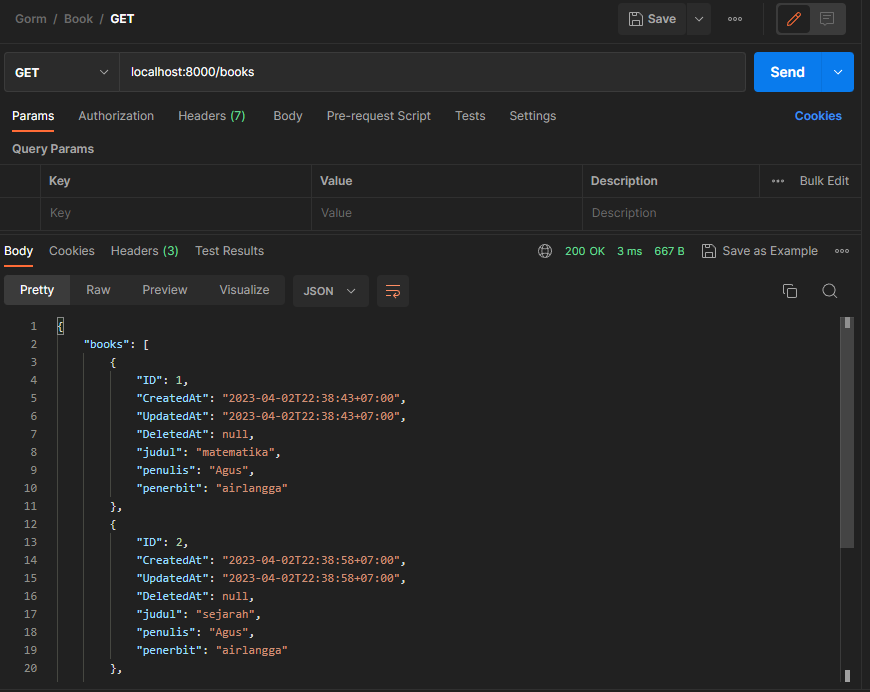 Gorm / Book / GET
Save
GET
localhost:8000/books
Send
Params Authorization Headers (7) Body Pre-request Script Tests Settings Cookies
Query Params
Key Value Description Bulk Edit
Key Value Description
Body Cookies Headers (3) Test Results 200 OK 3 ms 667 B Save as Example
Pretty Raw Preview Visualize JSON
1 {
2 "books": [
3 {
4 "ID": 1,
5 "CreatedAt": "2023-04-02T22:38:43+07:00",
6 "UpdatedAt": "2023-04-02T22:38:43+07:00",
7 "DeletedAt": null,
8 "judul": "matematika",
9 "penulis": "Agus",
10 "penerbit": "airlangga"
11 },
12 {
13 "ID": 2,
14 "CreatedAt": "2023-04-02T22:38:58+07:00",
15 "UpdatedAt": "2023-04-02T22:38:58+07:00",
16 "DeletedAt": null,
17 "judul": "sejarah",
18 "penulis": "Agus",
19 "penerbit": "airlangga"
20 },